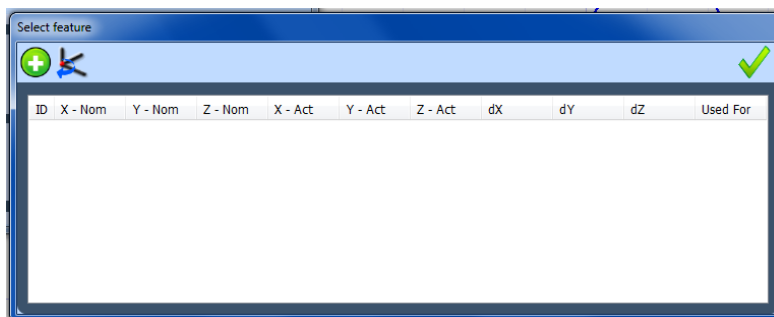 Select feature
ID X - Nom Y - Nom Z - Nom X - Act Y - Act Z - Act dX dY dZ Used For